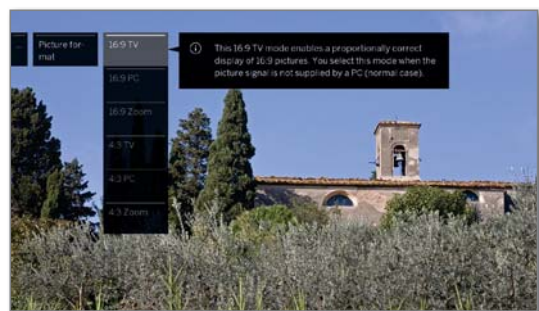 ...
Picture for-
mat
16:9 TV
16:9 PC
16:9 Zoom
4:3 TV
4:3 PC
4:3 Zoom
This 16:9 TV mode enables a proportionally correct
display of 16:9 pictures. You select this mode when the
picture signal is not supplied by a PC (normal case).